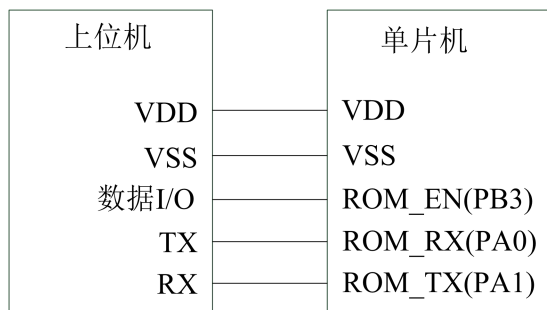 上位机 单片机
VDD VDD
VSS VSS
数据I/O ROM_EN(PB3)
TX ROM_RX(PA0)
RX ROM_TX(PA1)